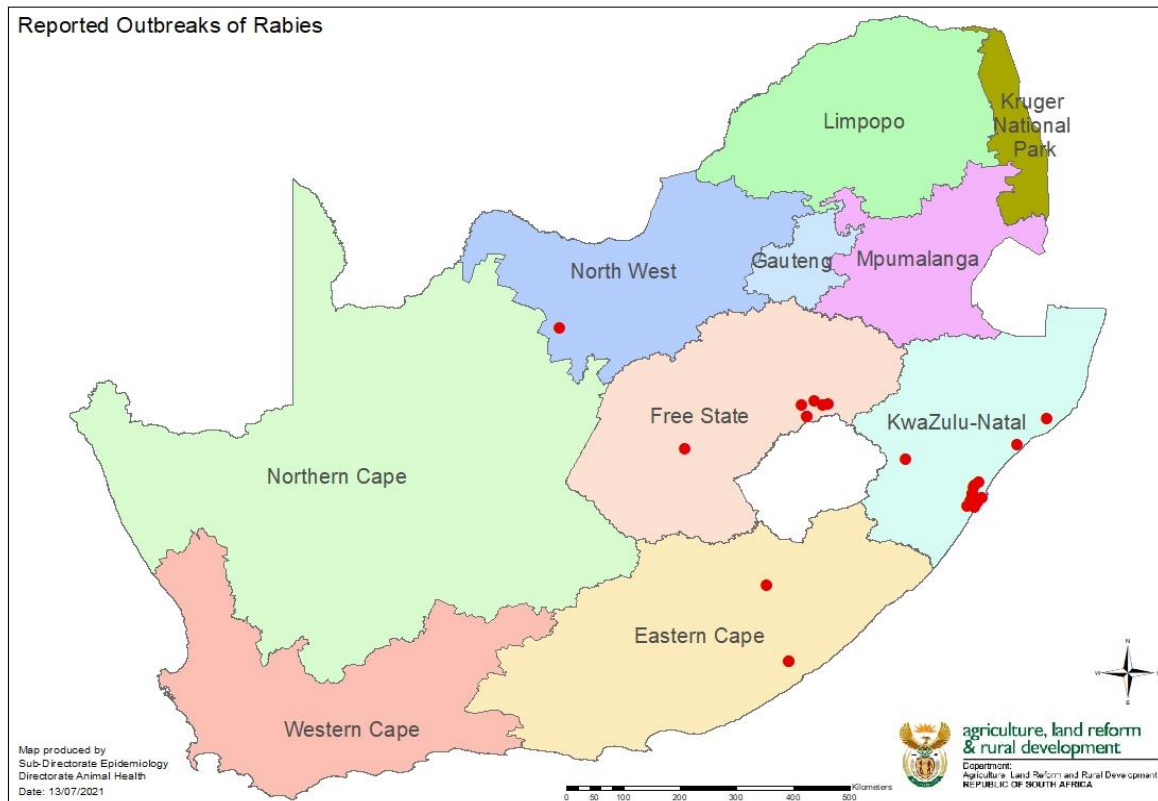 Reported Outbreaks of Rabies
Limpopo
Kruger
National
Park
North West
Gauteng
Mpumalanga
Free State
KwaZulu-Natal
Northern Cape
Eastern Cape
Western Cape
N
W
S
Map produced by
Sub-Directorate Epidemiology
Directorate Animal Health
Date: 13/07/2021
Kilometers
0 50 100 200 300 400 500
agriculture, land reform
& rural development
Department:
Agriculture, Land Reform and Rural Development
REPUBLIC OF SOUTH AFRICA